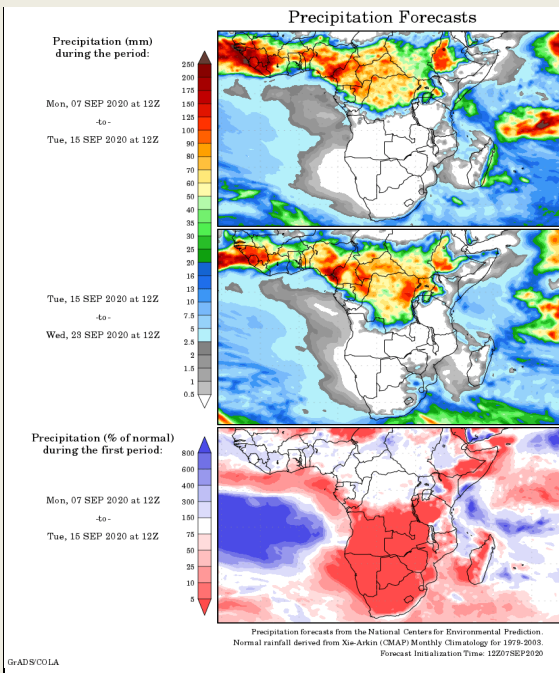 Precipitation Forecasts
Precipitation (mm)
during the period:
Mon, 07 SEP 2020 at 12Z
-to-
Tue, 15 SEP 2020 at 12Z
250
200
175
150
125
100
90
80
70
60
50
40
35
30
25
20
16
13
10
7.5
5
2.5
2
1.5
1
0.5
Tue, 15 SEP 2020 at 12Z
-to-
Wed, 23 SEP 2020 at 12Z
Precipitation (% of normal)
during the first period:
Mon, 07 SEP 2020 at 12Z
-to-
Tue, 15 SEP 2020 at 12Z
800
600
400
300
150
75
50
25
10
5
Precipitation forecasts from the National Centers for Environmental Prediction.
Normal rainfall derived from Xie-Arkin (CMAP) Monthly Climatology for 1979-2003.
Forecast Initialization Time: 12Z07SEP2020
GrADS/COLA